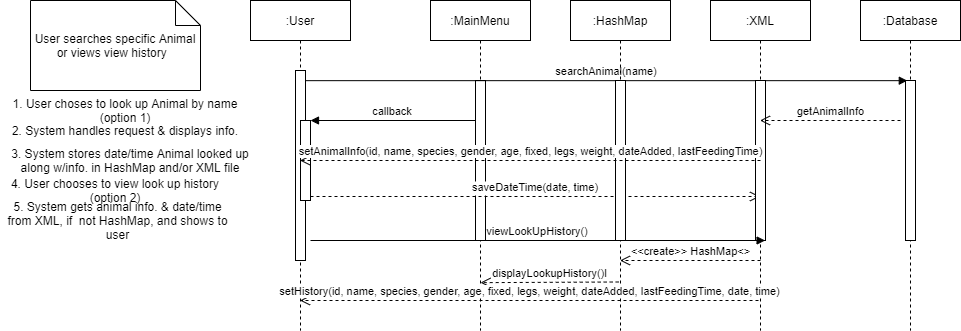 User searches specific Animal
or views view history
:User
:MainMenu
:HashMap
:XML
:Database
searchAnimal(name)
1. User choses to look up Animal by name
(option 1)
callback
getAnimalInfo
2. System handles request & displays info.
3. System stores date/time Animal looked up
along w/info. in HashMap and/or XML file
setAnimalInfo(id, name, species, gender, age, fixed, legs, weight, dateAdded, lastFeedingTime)
4. User chooses to view look up history
(option 2)
saveDateTime(date, time)
5. System gets animal info. & date/time
from XML, if  not HashMap, and shows to
user
viewLookUpHistory()
<<create>> HashMap<>
displayLookupHistory()l
setHistory(id, name, species, gender, age, fixed, legs, weight, dateAdded, lastFeedingTime, date, time)